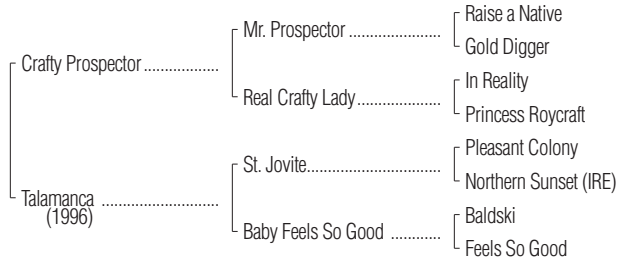 Raise a Native
Mr. Prospector .....................
Gold Digger
Crafty Prospector ..................
In Reality
Real Crafty Lady....................
Princess Roycraft
Pleasant Colony
St. Jovite.............................
Northern Sunset (IRE)
Talamanca ............................
(1996)
Baldski
Baby Feels So Good ............
Feels So Good